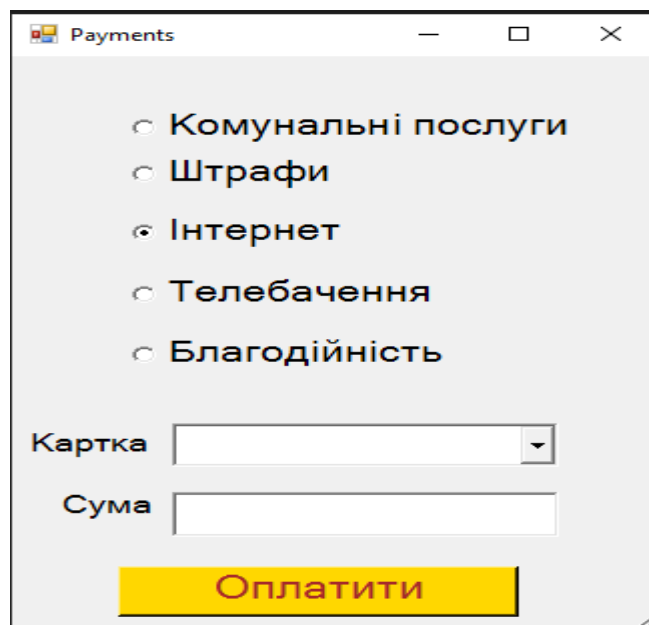 Payments
Комунальні послуги
Штрафи
Інтернет
Телебачення
Благодійність
Картка
Сума
Оплатити